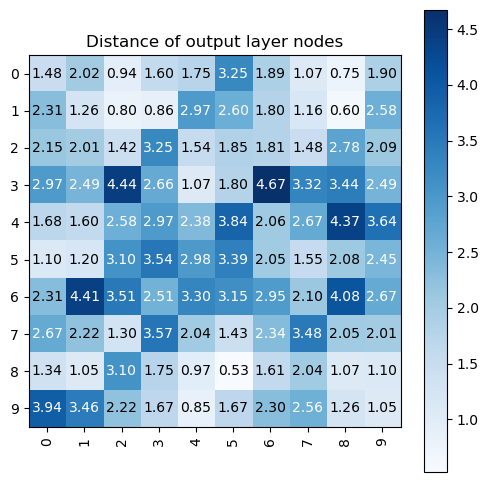 Distance of output layer nodes
0 1.48 2.02 0.94 1.60 1.75 3.25 1.89 1.07 0.75 1.90
1 2.31 1.26 0.80 0.86 2.97 2.60 1.80 1.16 0.60 2.58
2 2.15 2.01 1.42 3.25 1.54 1.85 1.81 1.48 2.78 2.09
3 2.97 2.49 4.44 2.66 1.07 1.80 4.67 3.32 3.44 2.49
4 1.68 1.60 2.58 2.97 2.38 3.84 2.06 2.67 4.37 3.64
5 1.10 1.20 3.10 3.54 2.98 3.39 2.05 1.55 2.08 2.45
6 2.31 4.41 3.51 2.51 3.30 3.15 2.95 2.10 4.08 2.67
7 2.67 2.22 1.30 3.57 2.04 1.43 2.34 3.48 2.05 2.01
8 1.34 1.05 3.10 1.75 0.97 0.53 1.61 2.04 1.07 1.10
9 3.94 3.46 2.22 1.67 0.85 1.67 2.30 2.56 1.26 1.05
0 1 2 3 4 5 6 7 8 9
4.5
4.0
3.5
3.0
2.5
2.0
1.5
1.0